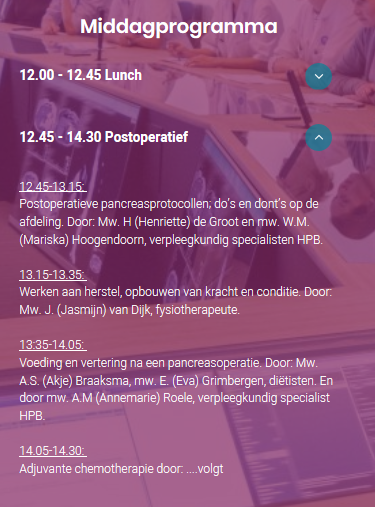 Middagprogramma
12.00 - 12.45 Lunch
12.45 - 14.30 Postoperatief
12.45-13.15:
Postoperatieve pancreasprotocollen; do's en dont's op de
afdeling. Door: Mw. H (Henriette) de Groot en mw. W.M.
(Mariska) Hoogendoorn, verpleegkundig specialisten HPB.
13.15-13.35:
Werken aan herstel, opbouwen van kracht en conditie. Door:
Mw. J. (Jasmijn) van Dijk, fysiotherapeute.
13:35-14.05:
Voeding en vertering na een pancreasoperatie. Door: Mw.
A.S. (Akje) Braaksma, mw. E. (Eva) Grimbergen, diëtisten. En
door mw. A.M (Annemarie) Roele, verpleegkundig specialist
HPB.
14.05-14.30:
Adjuvante chemotherapie door: ....volgt